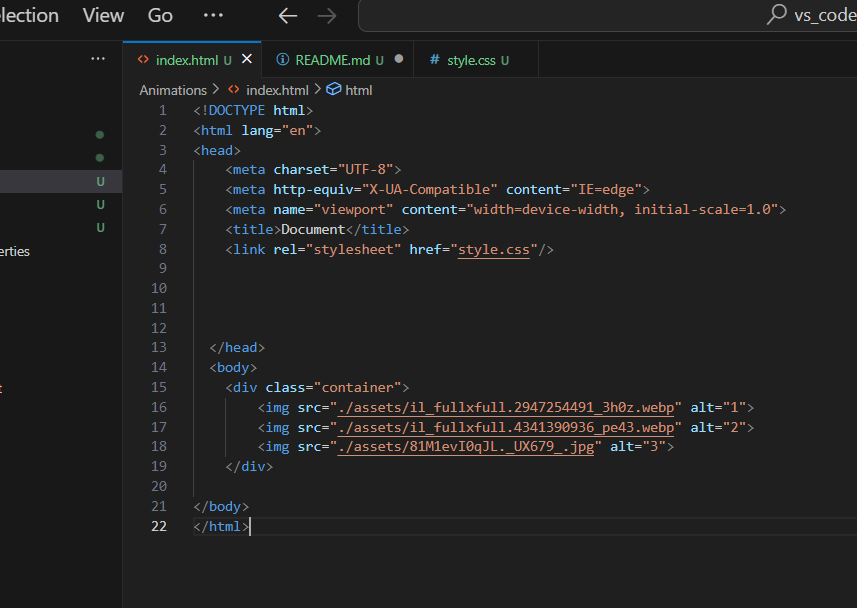 lection View Go ··· ← → vs_code
··· <> index.html U × ⓘ README.md U ● # style.css U
Animations > <> index.html > html
1 <!DOCTYPE html>
2 <html lang="en">
U 3 <head>
4 <meta charset="UTF-8">
U 5 <meta http-equiv="X-UA-Compatible" content="IE=edge">
6 <meta name="viewport" content="width=device-width, initial-scale=1.0">
U 7 <title>Document</title>
erties 8 <link rel="stylesheet" href="style.css"/>
9
10
11
12
13 </head>
14 <body>
t 15 <div class="container">
16 <img src="./assets/il_fullxfull.2947254491_3h0z.webp" alt="1">
17 <img src="./assets/il_fullxfull.4341390936_pe43.webp" alt="2">
18 <img src="./assets/81M1evI0qJL._UX679_.jpg" alt="3">
19 </div>
20
21 </body>
22 </html>